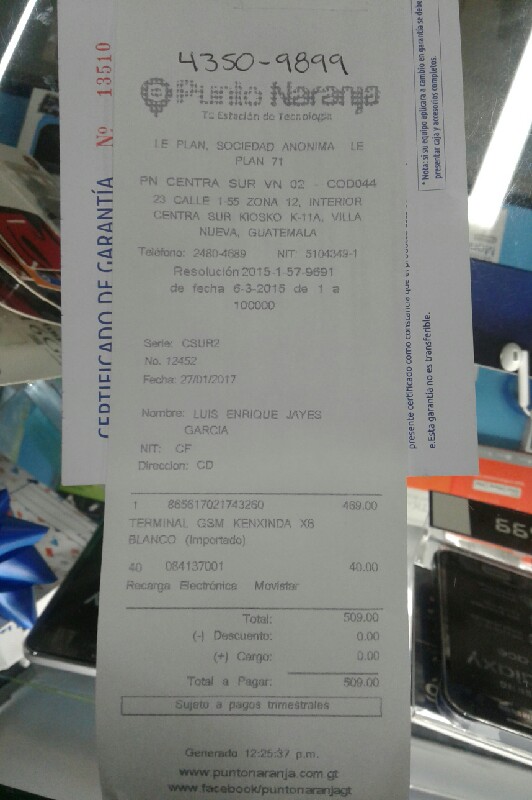 4350-9899
Punto Naranja
Tu Estación de Tecnología
LE PLAN, SOCIEDAD ANONIMA LE
PLAN 71
PN CENTRA SUR VN 02 - COD044
23 CALLE 1-55 ZONA 12, INTERIOR
CENTRA SUR KIOSKO K-11A, VILLA
NUEVA, GUATEMALA
Teléfono: 2480-4689 NIT: 5104349-1
Resolución 2015-1-57-9691
de fecha 6-3-2015 de 1 a
100000
Serie: CSUR2
No. 12452
Fecha: 27/01/2017
Nombre: LUIS ENRIQUE JAYES
GARCIA
NIT: CF
Direccion: CD
1 865617021743260 469.00
TERMINAL GSM KENXINDA X6
BLANCO (Importado)
40 084137001 40.00
Recarga Electrónica Movistar
Total: 509.00
(-) Descuento: 0.00
(+) Cargo: 0.00
Total a Pagar: 509.00
Sujeto a pagos trimestrales
Generado 12:25:37 p.m.
www.puntonaranja.com.gt
www.facebook/puntonaranjagt
CERTIFICADO DE GARANTÍA Nº 13510
* Nota: si su equipo aplicara a cambio en garantía se debe
presentar caja y accesorios completos.
presente certificado como constancia que
e. Esta garantía no es transferible.